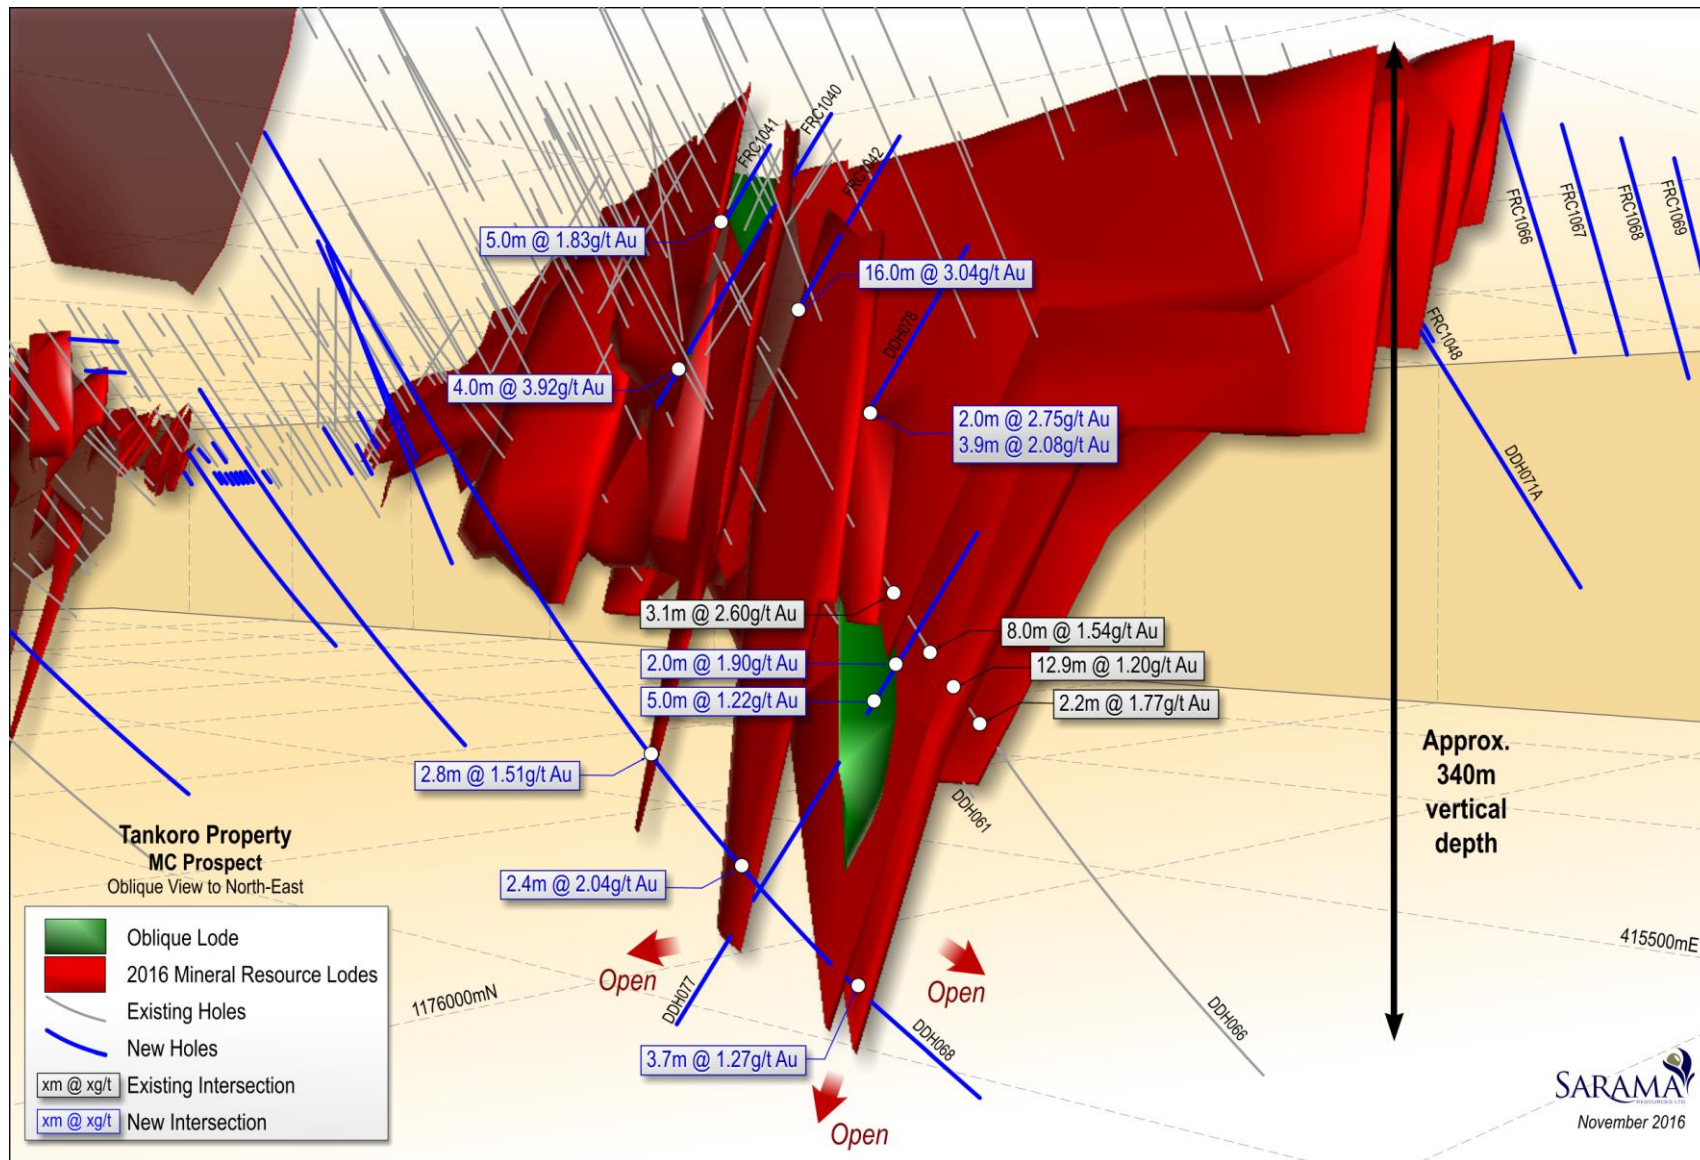 FRC1041
FRC1040
FRC1042
5.0m @ 1.83g/t Au
16.0m @ 3.04g/t Au
DDH078
4.0m @ 3.92g/t Au
2.0m @ 2.75g/t Au
3.9m @ 2.08g/t Au
FRC1066
FRC1067
FRC1068
FRC1069
FRC1048
DDH071A
3.1m @ 2.60g/t Au
8.0m @ 1.54g/t Au
2.0m @ 1.90g/t Au
12.9m @ 1.20g/t Au
5.0m @ 1.22g/t Au
2.2m @ 1.77g/t Au
2.8m @ 1.51g/t Au
DDH061
Approx.
340m
vertical
depth
2.4m @ 2.04g/t Au
Open
Open
DDH077
1176000mN
415500mE
DDH066
DDH068
3.7m @ 1.27g/t Au
Open
Tankoro Property
MC Prospect
Oblique View to North-East
Oblique Lode
2016 Mineral Resource Lodes
Existing Holes
New Holes
xm @ xg/t Existing Intersection
xm @ xg/t New Intersection
SARAMA
RESOURCES LTD
November 2016